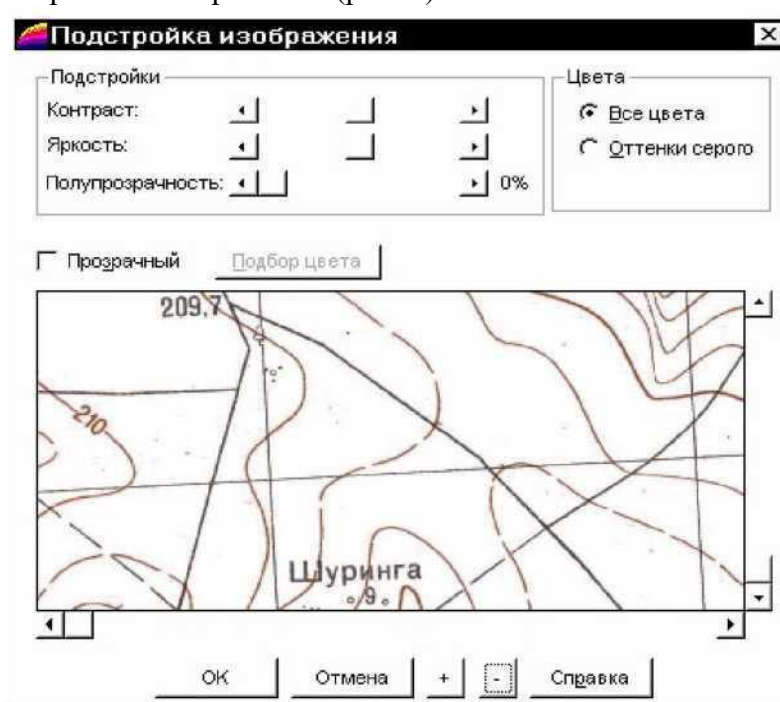 Подстройка изображения
Подстройки
Контраст:
Яркость:
Полупрозрачность: 0%
Цвета
Все цвета
Оттенки серого
Прозрачный Подбор цвета
209,7
210
Шуринга
9
ОК Отмена + - Справка